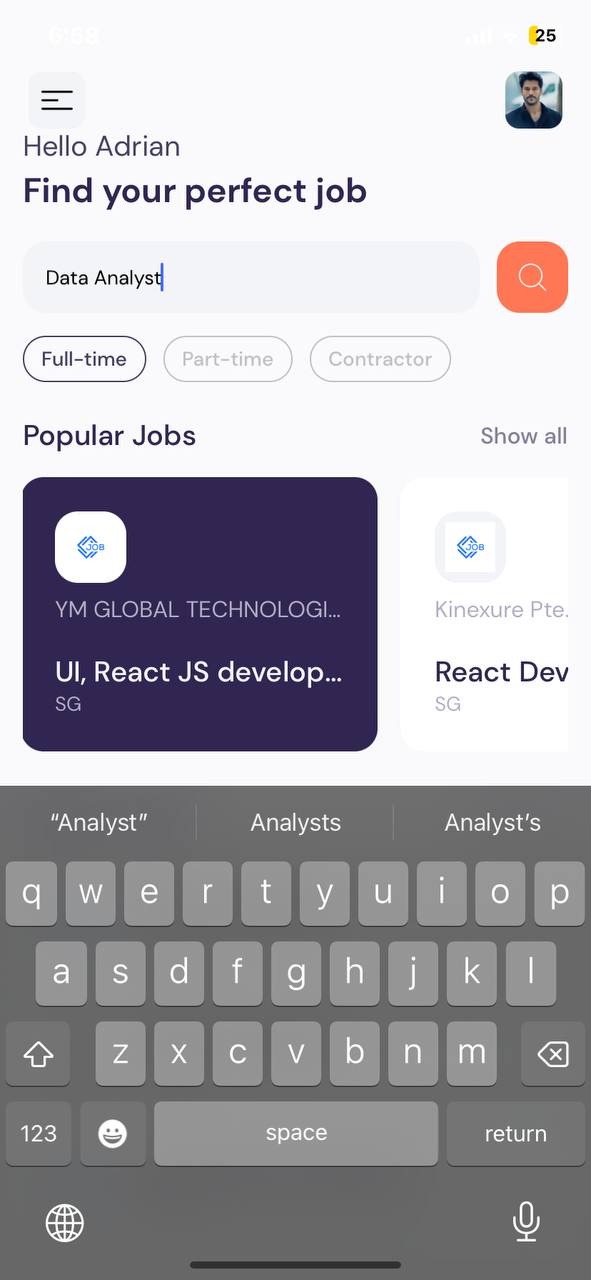 6:58
25
Hello Adrian
Find your perfect job
Data Analyst
Full-time Part-time Contractor
Popular Jobs Show all
JOB JOB
YM GLOBAL TECHNOLOGI... Kinexure Pte.
UI, React JS develop... React Dev
SG SG
“Analyst” Analysts Analyst's
q w e r t y u i o p
a s d f g h j k l
z x c v b n m
123 space return